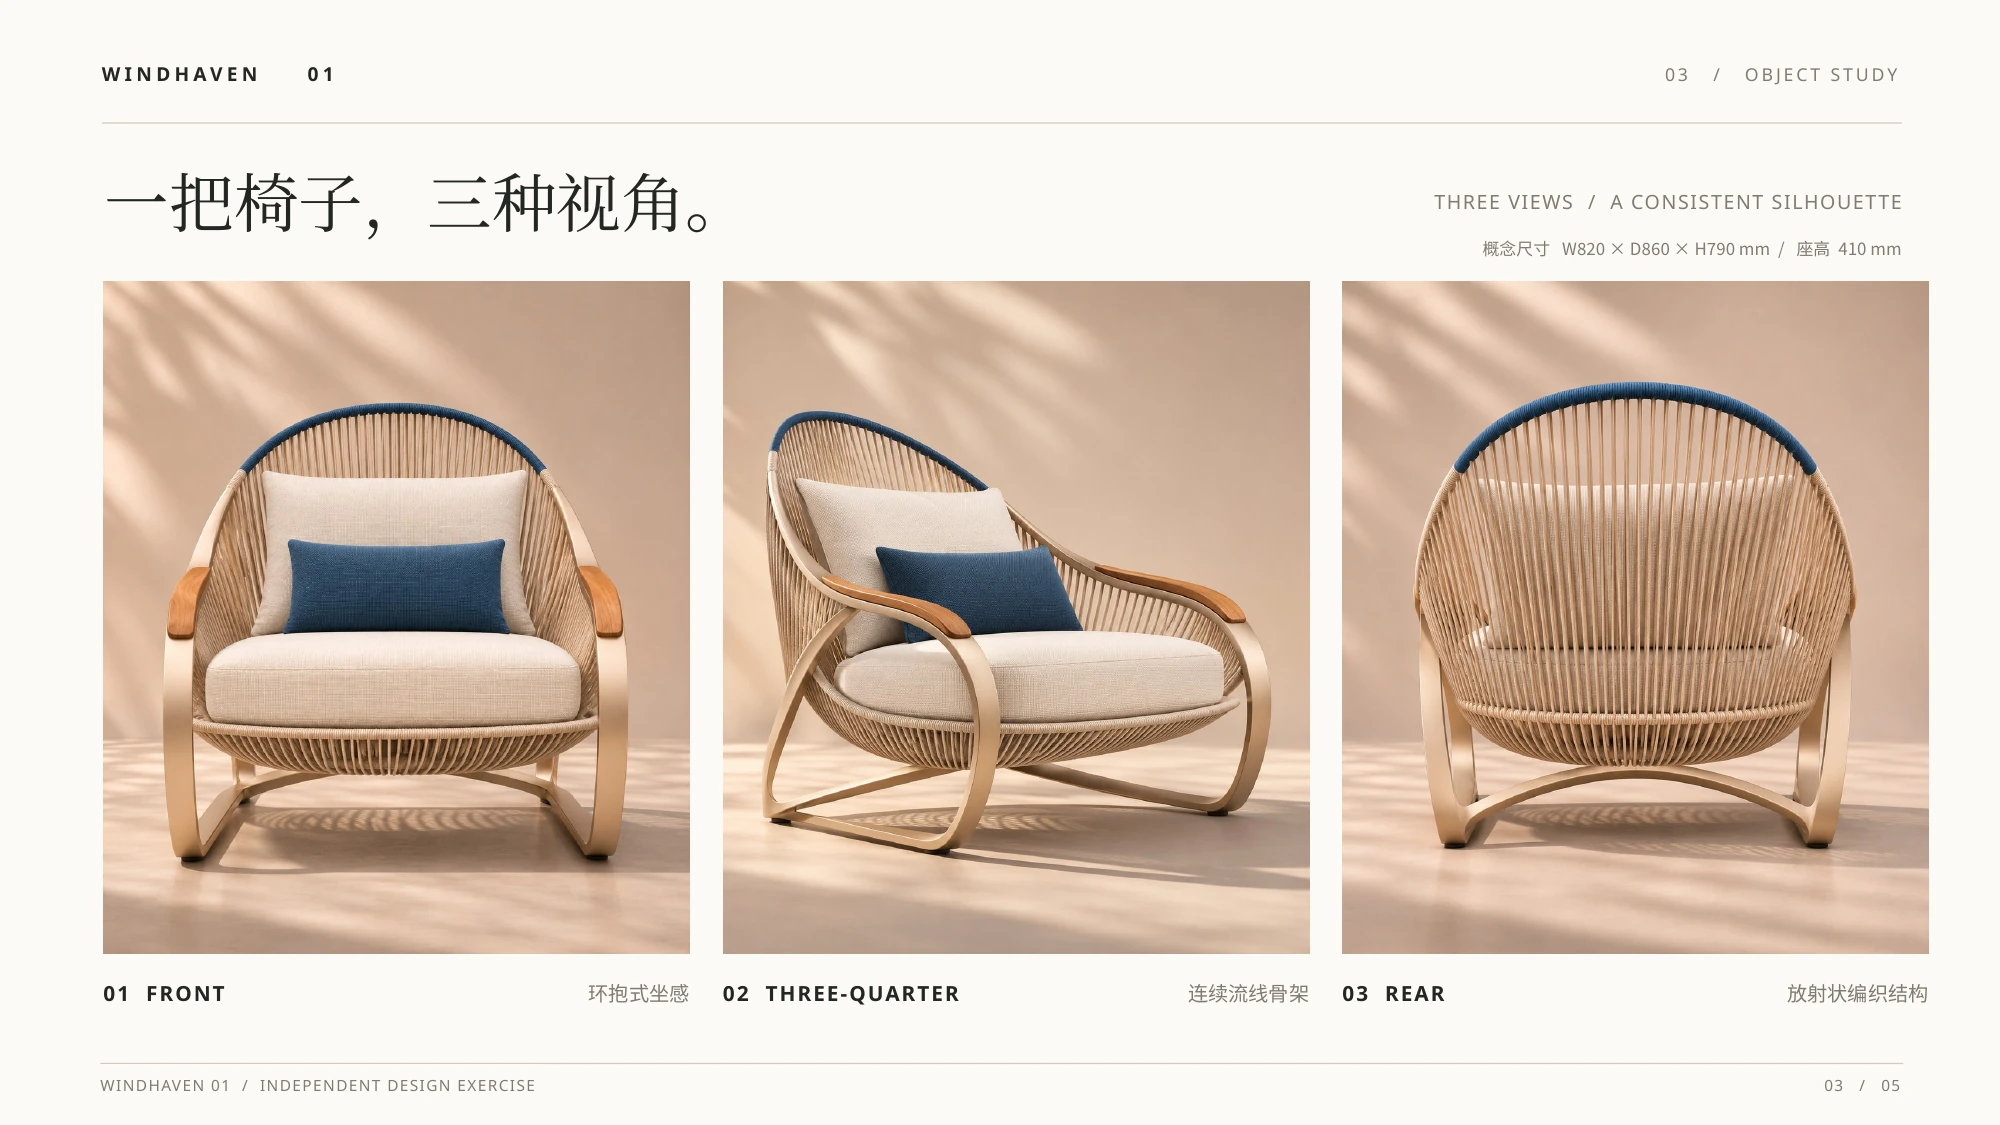 WINDHAVEN 01
03 / OBJECT STUDY
一把椅子，三种视角。
THREE VIEWS / A CONSISTENT SILHOUETTE
概念尺寸 W820 × D860 × H790 mm / 座高 410 mm
01 FRONT
环抱式坐感
02 THREE-QUARTER
连续流线骨架
03 REAR
放射状编织结构
WINDHAVEN 01 / INDEPENDENT DESIGN EXERCISE
03 / 05